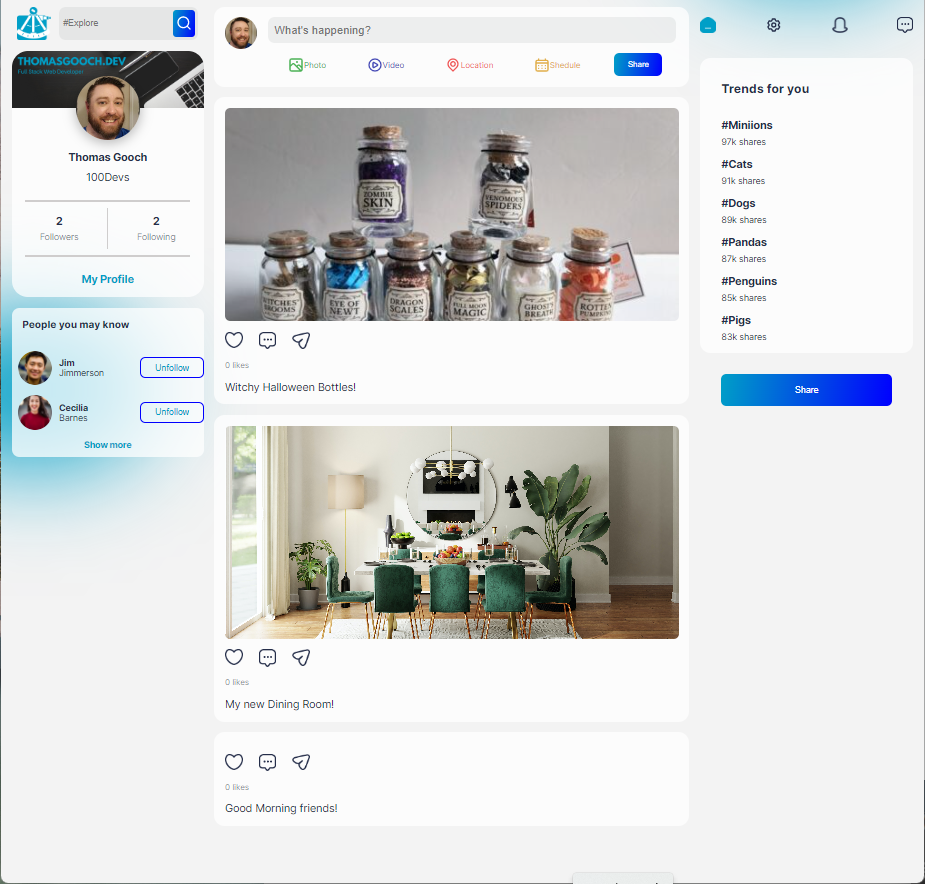 #Explore
THOMASGOOCH.DEV
Full Stack Web Developer
Thomas Gooch
100Devs
2
Followers
2
Following
My Profile
People you may know
Jim
Jimmerson
Unfollow
Cecilia
Barnes
Unfollow
Show more
What's happening?
Photo
Video
Location
Shedule
Share
ZOMBIE
SKIN
VENOMOUS
SPIDERS
WITCHES'
BROOMS
EYE OF
NEWT
DRAGON
SCALES
FULL MOON
MAGIC
GHOST
BREATH
ROTTEN
PUMPKIN
0 likes
Witchy Halloween Bottles!
0 likes
My new Dining Room!
0 likes
Good Morning friends!
Trends for you
#Miniions
97k shares
#Cats
91k shares
#Dogs
89k shares
#Pandas
87k shares
#Penguins
85k shares
#Pigs
83k shares
Share